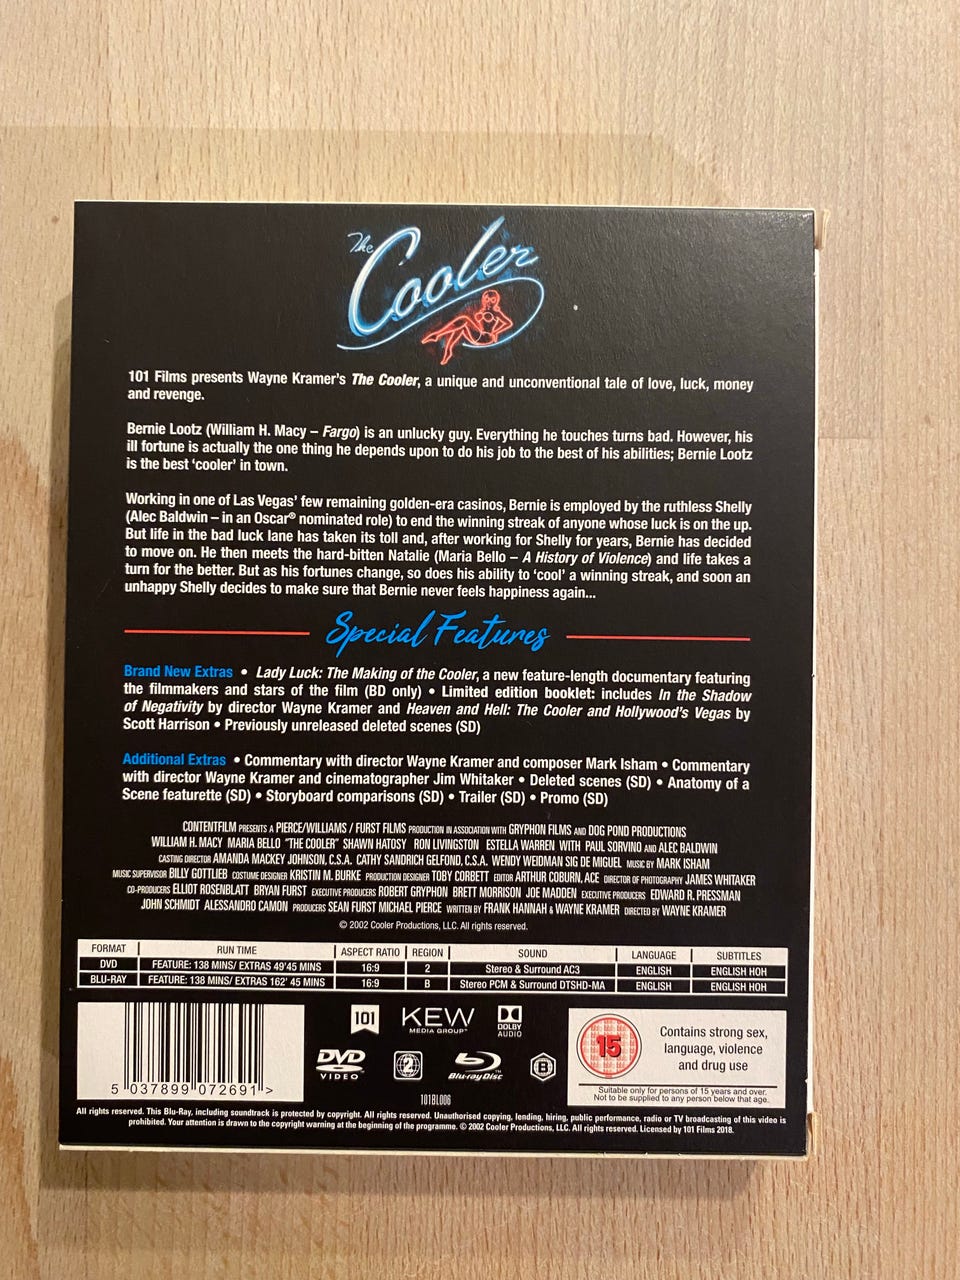 The
Cooler
101 Films presents Wayne Kramer's The Cooler, a unique and unconventional tale of love, luck, money
and revenge.
Bernie Lootz (William H. Macy – Fargo) is an unlucky guy. Everything he touches turns bad. However, his
ill fortune is actually the one thing he depends upon to do his job to the best of his abilities; Bernie Lootz
is the best 'cooler' in town.
Working in one of Las Vegas' few remaining golden-era casinos, Bernie is employed by the ruthless Shelly
(Alec Baldwin – in an Oscar® nominated role) to end the winning streak of anyone whose luck is on the up.
But life in the bad luck lane has taken its toll and, after working for Shelly for years, Bernie has decided
to move on. He then meets the hard-bitten Natalie (Maria Bello – A History of Violence) and life takes a
turn for the better. But as his fortunes change, so does his ability to 'cool' a winning streak, and soon an
unhappy Shelly decides to make sure that Bernie never feels happiness again...
Special Features
Brand New Extras • Lady Luck: The Making of the Cooler, a new feature-length documentary featuring
the filmmakers and stars of the film (BD only) • Limited edition booklet: includes In the Shadow
of Negativity by director Wayne Kramer and Heaven and Hell: The Cooler and Hollywood's Vegas by
Scott Harrison • Previously unreleased deleted scenes (SD)
Additional Extras • Commentary with director Wayne Kramer and composer Mark Isham • Commentary
with director Wayne Kramer and cinematographer Jim Whitaker • Deleted scenes (SD) • Anatomy of a
Scene featurette (SD) • Storyboard comparisons (SD) • Trailer (SD) • Promo (SD)
CONTENTFILM PRESENTS A PIERCE/WILLIAMS / FURST FILMS PRODUCTION IN ASSOCIATION WITH GRYPHON FILMS AND DOG POND PRODUCTIONS
WILLIAM H. MACY MARIA BELLO "THE COOLER" SHAWN HATOSY RON LIVINGSTON ESTELLA WARREN WITH PAUL SORVINO AND ALEC BALDWIN
CASTING DIRECTOR AMANDA MACKEY JOHNSON, C.S.A. CATHY SANDRICH GELFOND, C.S.A. WENDY WEIDMAN SIG DE MIGUEL MUSIC BY MARK ISHAM
MUSIC SUPERVISOR BILLY GOTTLIEB COSTUME DESIGNER KRISTIN M. BURKE PRODUCTION DESIGNER TOBY CORBETT EDITOR ARTHUR COBURN, ACE DIRECTOR OF PHOTOGRAPHY JAMES WHITAKER
CO-PRODUCERS ELLIOT ROSENBLATT BRYAN FURST EXECUTIVE PRODUCERS ROBERT GRYPHON BRETT MORRISON JOE MADDEN EXECUTIVE PRODUCERS EDWARD R. PRESSMAN
JOHN SCHMIDT ALESSANDRO CAMON PRODUCERS SEAN FURST MICHAEL PIERCE WRITTEN BY FRANK HANNAH & WAYNE KRAMER DIRECTED BY WAYNE KRAMER
© 2002 Cooler Productions, LLC. All rights reserved.
FORMAT RUN TIME ASPECT RATIO REGION SOUND LANGUAGE SUBTITLES
DVD FEATURE: 138 MINS/ EXTRAS 49'45 MINS 16:9 2 Stereo & Surround AC3 ENGLISH ENGLISH HOH
BLU-RAY FEATURE: 138 MINS/ EXTRAS 162' 45 MINS 16:9 B Stereo PCM & Surround DTSHD-MA ENGLISH ENGLISH HOH
101 KEW MEDIA GROUP DOLBY AUDIO
DVD VIDEO 2 Blu-ray Disc B
15
Contains strong sex,
language, violence
and drug use
Suitable only for persons of 15 years and over.
Not to be supplied to any person below that age.
5 037899 072691 >
101BL006
All rights reserved. This Blu-Ray, including soundtrack is protected by copyright. All rights reserved. Unauthorised copying, lending, hiring, public performance, radio or TV broadcasting of this video is
prohibited. Your attention is drawn to the copyright warning at the beginning of the programme. © 2002 Cooler Productions, LLC. All rights reserved. Licensed by 101 Films 2018.